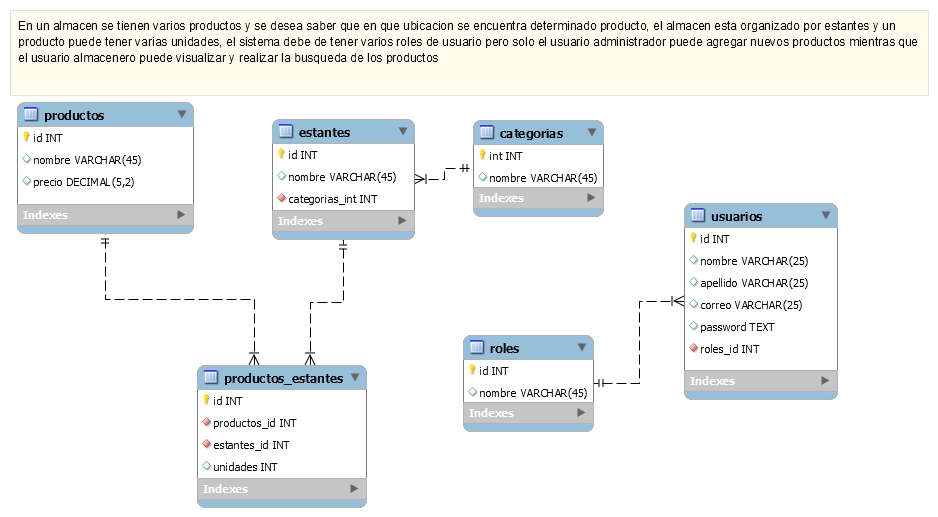 En un almacen se tienen varios productos y se desea saber que en que ubicacion se encuentra determinado producto, el almacen esta organizado por estantes y un
producto puede tener varias unidades, el sistema debe de tener varios roles de usuario pero solo el usuario administrador puede agregar nuevos productos mientras que
el usuario almacenero puede visualizar y realizar la busqueda de los productos
productos
id INT
nombre VARCHAR(45)
precio DECIMAL(5,2)
Indexes
estantes
id INT
nombre VARCHAR(45)
categorias_int INT
Indexes
categorias
int INT
nombre VARCHAR(45)
Indexes
usuarios
id INT
nombre VARCHAR(25)
apellido VARCHAR(25)
correo VARCHAR(25)
password TEXT
roles_id INT
Indexes
roles
id INT
nombre VARCHAR(45)
Indexes
productos_estantes
id INT
productos_id INT
estantes_id INT
unidades INT
Indexes